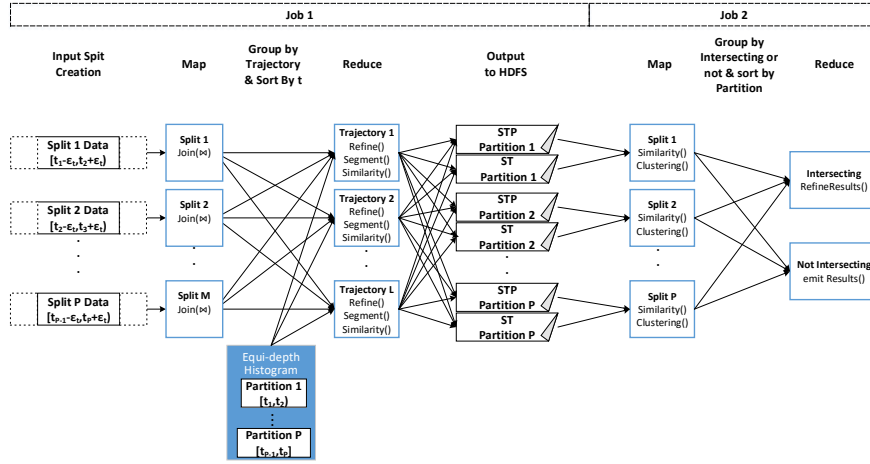 Job 1
Job 2
Input Spit
Creation
Map
Group by
Trajectory
& Sort By t
Reduce
Output
to HDFS
Map
Group by
Intersecting or
not & sort by
Partition
Reduce
Split 1 Data
[t₁-εₜ,t₂+εₜ)
Split 2 Data
[t₂-εₜ,t₃+εₜ)
Split P Data
[t_P-1-εₜ,t_P+εₜ)
Split 1
Join(⋈)
Split 2
Join(⋈)
Split M
Join(⋈)
Equi-depth
Histogram
Partition 1
[t₁,t₂)
Partition P
[t_P-1,t_P]
Trajectory 1
Refine()
Segment()
Similarity()
Trajectory 2
Refine()
Segment()
Similarity()
Trajectory L
Refine()
Segment()
Similarity()
STP
Partition 1
ST
Partition 1
STP
Partition 2
ST
Partition 2
STP
Partition P
ST
Partition P
Split 1
Similarity()
Clustering()
Split 2
Similarity()
Clustering()
Split P
Similarity()
Clustering()
Intersecting
RefineResults()
Not Intersecting
emit Results()